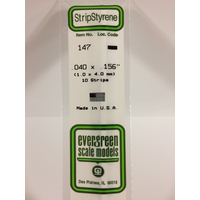 StripStyrene
Item No. Loc. Code
147
.040 x .156"
(1.0 x 4.0 mm)
10 Strips
Made in U.S.A.
evergreen
scale models
Des Plaines, IL 60018